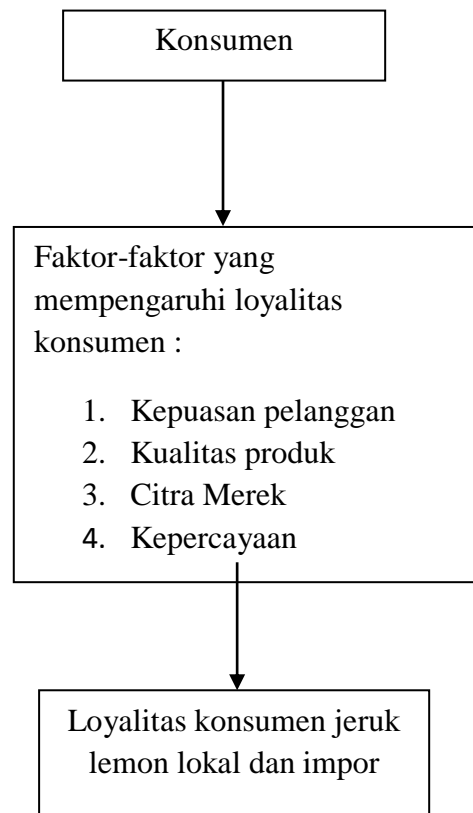 Konsumen
Faktor-faktor yang
mempengaruhi loyalitas
konsumen :
1. Kepuasan pelanggan
2. Kualitas produk
3. Citra Merek
4. Kepercayaan
Loyalitas konsumen jeruk
lemon lokal dan impor